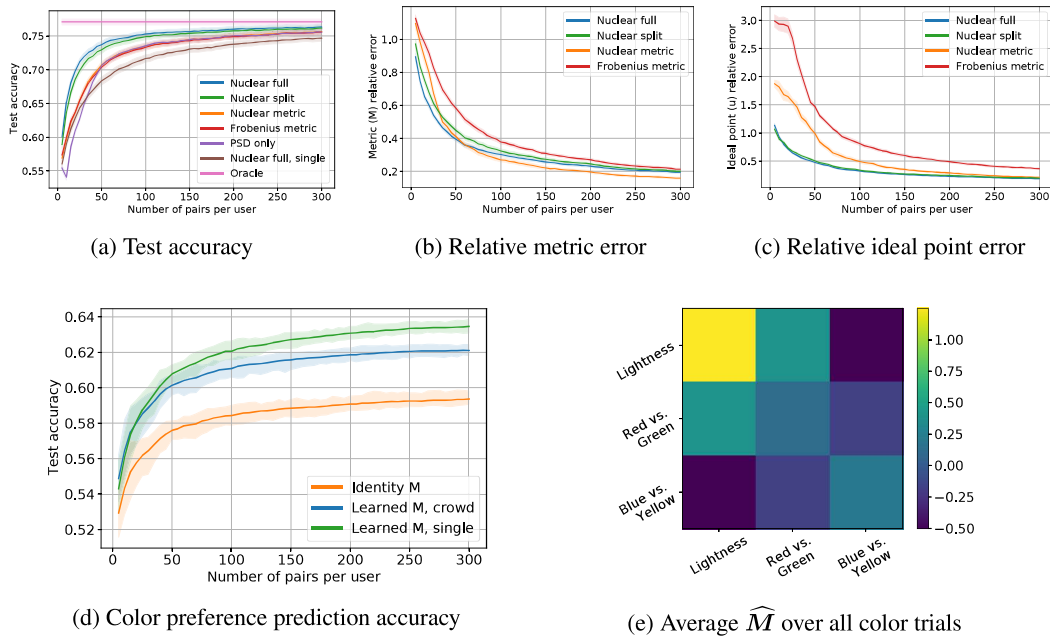 Test accuracy
0.75
0.70
0.65
0.60
0.55
Nuclear full
Nuclear split
Nuclear metric
Frobenius metric
PSD only
Nuclear full, single
Oracle
0 50 100 150 200 250 300
Number of pairs per user
(a) Test accuracy
Metric (M) relative error
1.0
0.8
0.6
0.4
0.2
Nuclear full
Nuclear split
Nuclear metric
Frobenius metric
0 50 100 150 200 250 300
Number of pairs per user
(b) Relative metric error
Ideal point (u) relative error
3.0
2.5
2.0
1.5
1.0
0.5
Nuclear full
Nuclear split
Nuclear metric
Frobenius metric
0 50 100 150 200 250 300
Number of pairs per user
(c) Relative ideal point error
Test accuracy
0.64
0.62
0.60
0.58
0.56
0.54
0.52
Identity M
Learned M, crowd
Learned M, single
0 50 100 150 200 250 300
Number of pairs per user
(d) Color preference prediction accuracy
Lightness
Red vs.
Green
Blue vs.
Yellow
Lightness
Red vs.
Green
Blue vs.
Yellow
1.00
0.75
0.50
0.25
0.00
−0.25
−0.50
(e) Average M̂ over all color trials